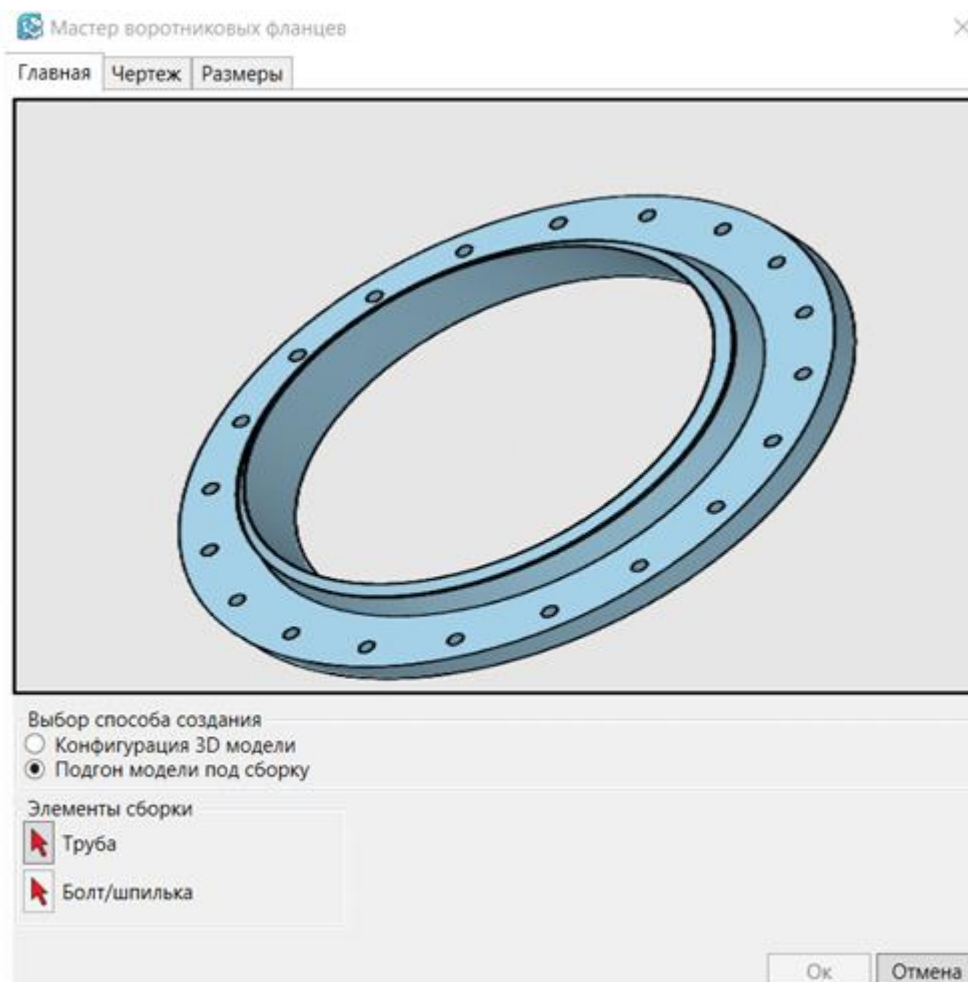 Мастер воротниковых фланцев
Главная Чертеж Размеры
Выбор способа создания
Конфигурация 3D модели
Подгон модели под сборку
Элементы сборки
Труба
Болт/шпилька
Ок Отмена